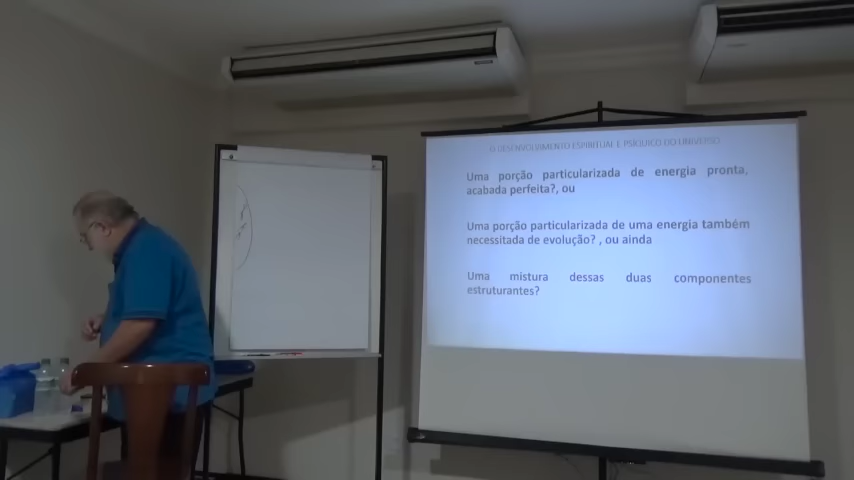 O DESENVOLVIMENTO ESPIRITUAL E PSÍQUICO DO UNIVERSO
Uma porção particularizada de energia pronta,
acabada perfeita?, ou
Uma porção particularizada de uma energia também
necessitada de evolução? , ou ainda
Uma mistura dessas duas componentes
estruturantes?